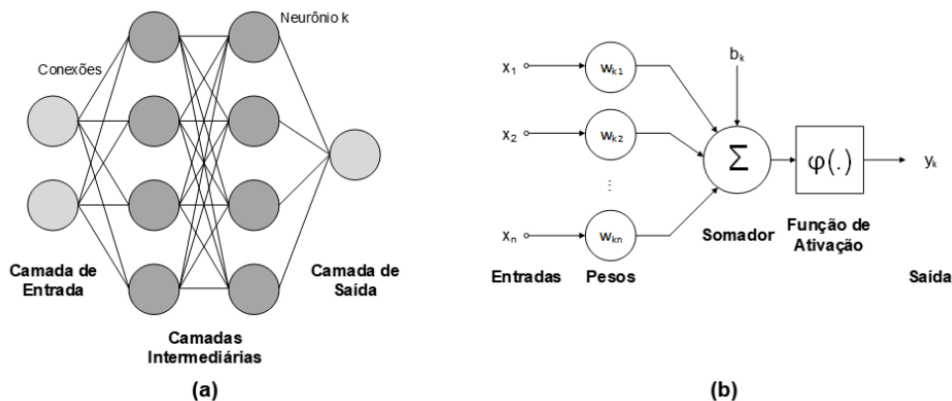 Neurônio k
Conexões
Camada de
Entrada
Camada de
Saída
Camadas
Intermediárias
(a)
x1
wk1
bk
x2
wk2
Σ
φ(.)
yk
...
xn
wkn
Somador
Função de
Ativação
Entradas
Pesos
Saída
(b)